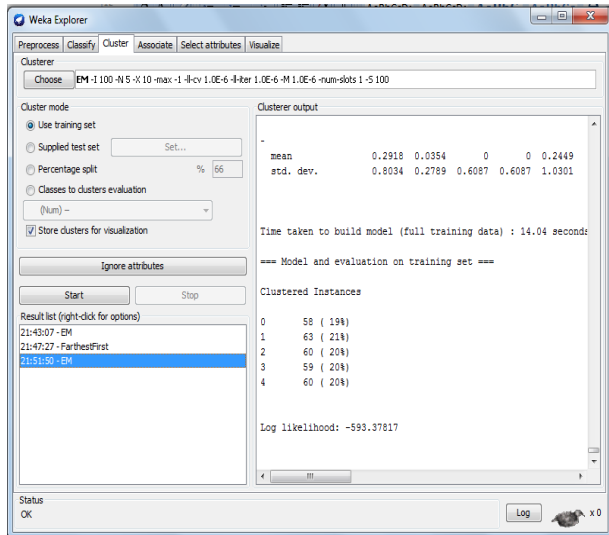 Weka Explorer
Preprocess Classify Cluster Associate Select attributes Visualize
Clusterer
Choose EM -I 100 -N 5 -X 10 -max -1 -ll-cv 1.0E-6 -ll-iter 1.0E-6 -M 1.0E-6 -num-slots 1 -S 100
Cluster mode
Use training set
Supplied test set Set...
Percentage split % 66
Classes to clusters evaluation
(Num) –
Store clusters for visualization
Ignore attributes
Start Stop
Result list (right-click for options)
21:43:07 - EM
21:47:27 - FarthestFirst
21:51:50 - EM
Clusterer output
-
mean 0.2918 0.0354 0 0 0.2449
std. dev. 0.8034 0.2789 0.6087 0.6087 1.0301
Time taken to build model (full training data) : 14.04 seconds
=== Model and evaluation on training set ===
Clustered Instances
0 58 ( 19%)
1 63 ( 21%)
2 60 ( 20%)
3 59 ( 20%)
4 60 ( 20%)
Log likelihood: -593.37817
Status
OK
Log x 0